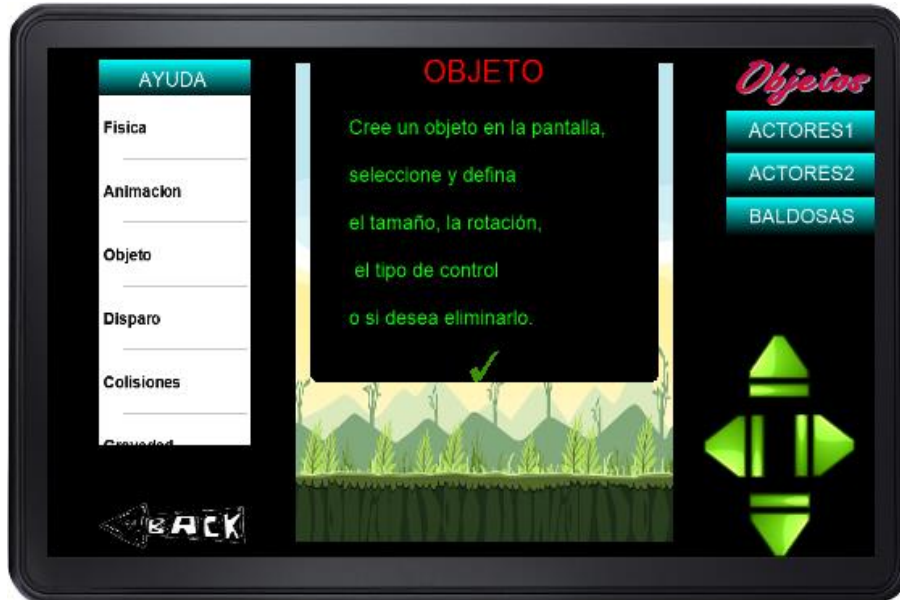 AYUDA
Fisica
Animacion
Objeto
Disparo
Colisiones
Gravedad
BACK
OBJETO
Cree un objeto en la pantalla,
seleccione y defina
el tamaño, la rotación,
el tipo de control
o si desea eliminarlo.
Objetos
ACTORES1
ACTORES2
BALDOSAS